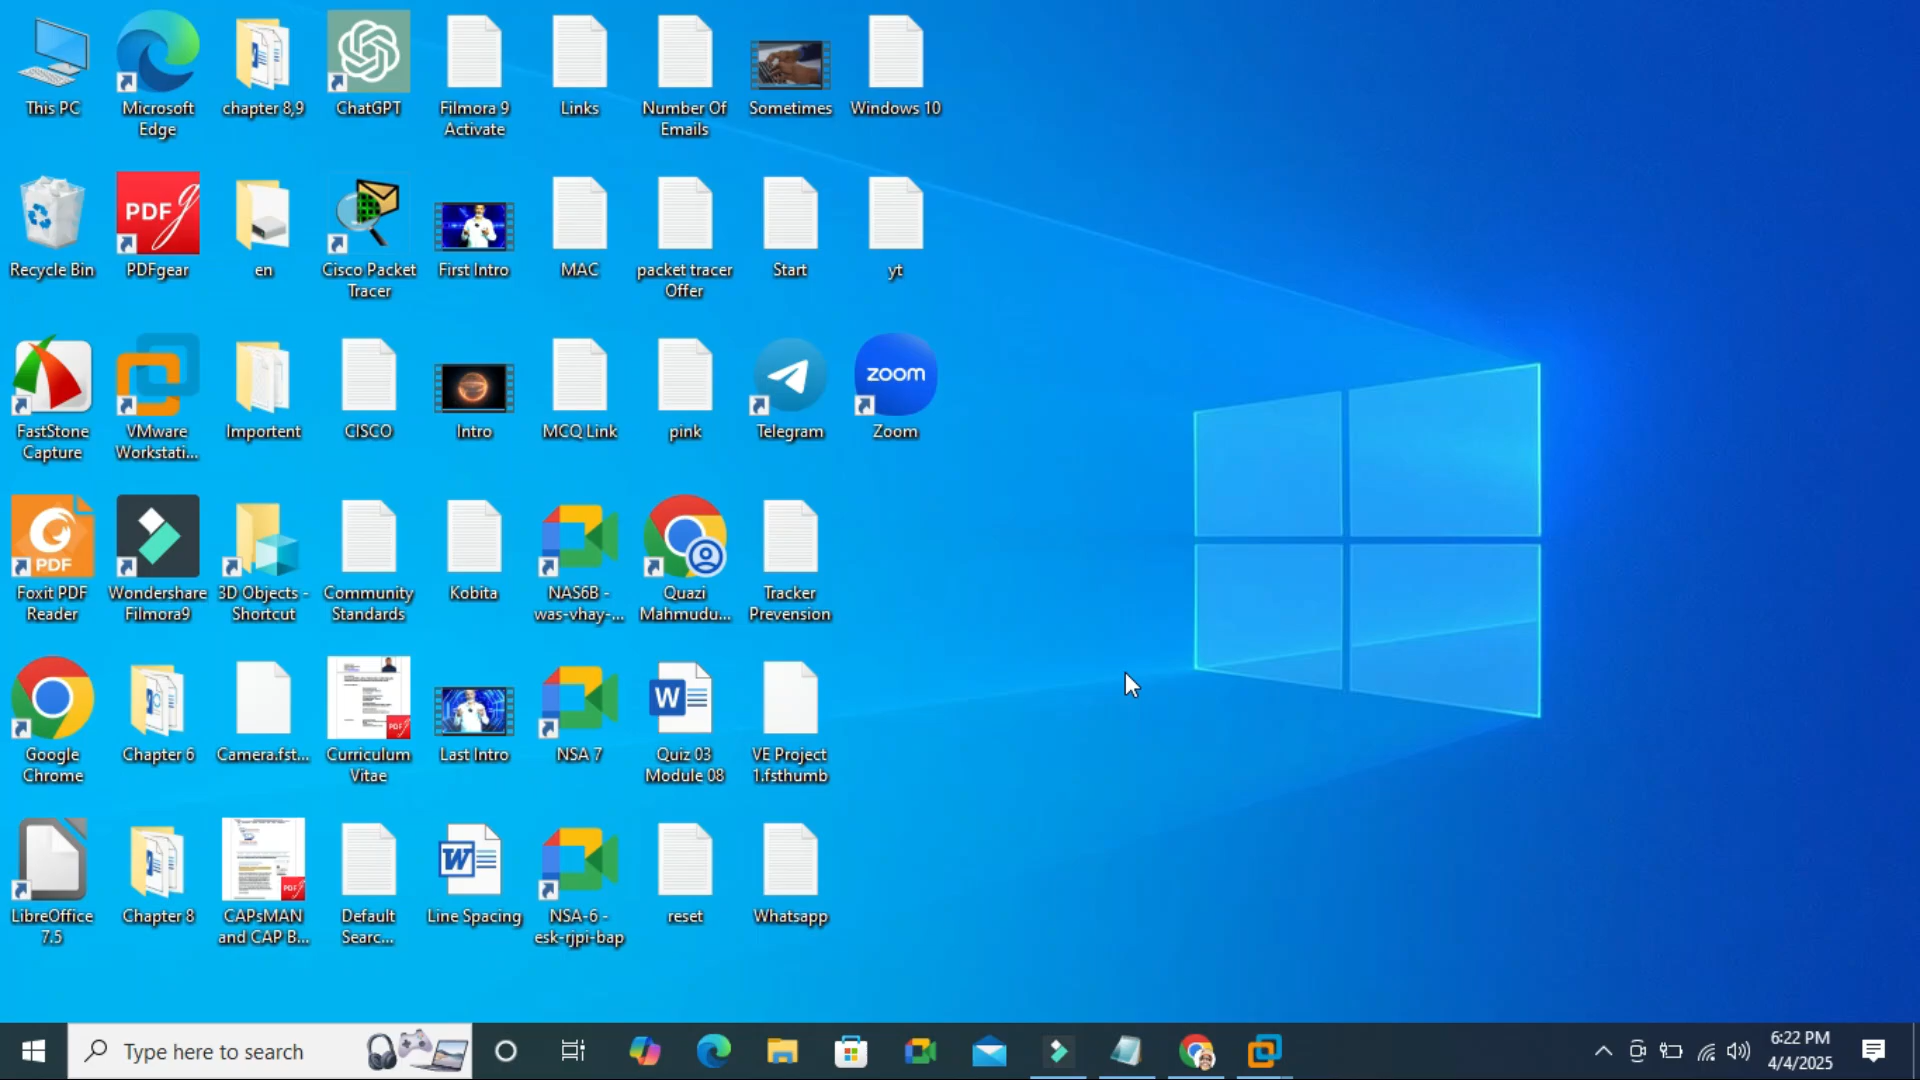 This PC
Microsoft Edge
chapter 8,9
ChatGPT
Filmora 9 Activate
Links
Number Of Emails
Sometimes
Windows 10
Recycle Bin
PDFgear
en
Cisco Packet Tracer
First Intro
MAC
packet tracer Offer
Start
yt
FastStone Capture
VMware Workstati...
Importent
CISCO
Intro
MCQ Link
pink
Telegram
zoom
Zoom
PDF
Foxit PDF Reader
Wondershare Filmora9
3D Objects - Shortcut
Community Standards
Kobita
NAS6B - was-vhay-...
Quazi Mahmudu...
Tracker Prevension
Google Chrome
Chapter 6
Camera.fst...
Curriculum Vitae
Last Intro
NSA 7
Quiz 03 Module 08
VE Project 1.fsthumb
LibreOffice 7.5
Chapter 8
CAPsMAN and CAP B...
Default Searc...
Line Spacing
NSA-6 - esk-rjpi-bap
reset
Whatsapp
Type here to search
6:22 PM
4/4/2025